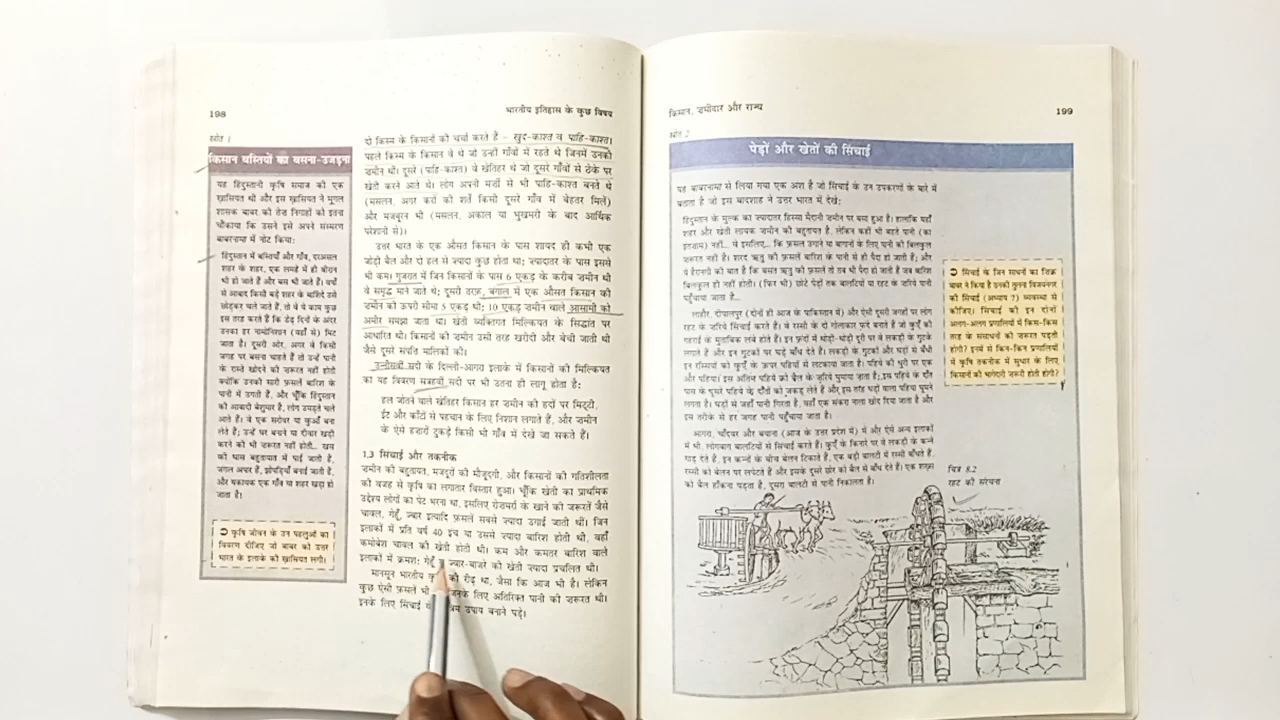 198
भारतीय इतिहास के कुछ विषय
स्रोत 1
किसान बस्तियों का बसना-उजड़ना
यह हिंदुस्तानी कृषि समाज की एक
ख़ासियत थी और इस ख़ासियत ने मुग़ल
शासक बाबर की तेज़ निगाहों को इतना
चौंकाया कि उसने इसे अपने संस्मरण
बाबरनामा में नोट किया:
हिंदुस्तान में बस्तियाँ और गाँव, दरअसल
शहर के शहर, एक लमहे में ही वीरान
भी हो जाते हैं और बस भी जाते हैं। वर्षों
से आबाद किसी बड़े शहर के बाशिंदे उसे
छोड़कर चले जाते हैं, तो वे ये काम कुछ
इस तरह करते हैं कि डेढ़ दिनों के अंदर
उनका हर नामोनिशान (वहाँ से) मिट
जाता है। दूसरी ओर, अगर वे किसी
जगह पर बसना चाहते हैं तो उन्हें पानी
के रास्ते खोदने की ज़रूरत नहीं होती
क्योंकि उनकी सारी फ़सलें बारिश के
पानी में उगती हैं, और चूँकि हिंदुस्तान
की आबादी बेशुमार है, लोग उमड़ते चले
आते हैं। वे एक सरोवर या कुआँ बना
लेते हैं; उन्हें घर बनाने या दीवार खड़ी
करने की भी ज़रूरत नहीं होती... खस
की घास बहुतायत में पाई जाती है,
जंगल अपार हैं, झोपड़ियाँ बनाई जाती हैं,
और यकायक एक गाँव या शहर खड़ा हो
जाता है।
➲ कृषि जीवन के उन पहलुओं का
विवरण दीजिए जो बाबर को उत्तर
भारत के इलाके की ख़ासियत लगी।
दो किस्म के किसानों की चर्चा करते हैं – खुद-काश्त व पाहि-काश्त।
पहले किस्म के किसान वे थे जो उन्हीं गाँवों में रहते थे जिनमें उनकी
ज़मीन थीं। दूसरे (पाहि-काश्त) वे खेतिहर थे जो दूसरे गाँवों से ठेके पर
खेती करने आते थे। लोग अपनी मर्ज़ी से भी पाहि-काश्त बनते थे
(मसलन, अगर करों की शर्तें किसी दूसरे गाँव में बेहतर मिलें)
और मजबूरन भी (मसलन, अकाल या भुखमरी के बाद आर्थिक
परेशानी से)।
उत्तर भारत के एक औसत किसान के पास शायद ही कभी एक
जोड़ी बैल और दो हल से ज़्यादा कुछ होता था; ज़्यादातर के पास इससे
भी कम। गुजरात में जिन किसानों के पास 6 एकड़ के करीब ज़मीन थी
वे समृद्ध माने जाते थे; दूसरी तरफ़, बंगाल में एक औसत किसान की
ज़मीन की ऊपरी सीमा 5 एकड़ थी; 10 एकड़ ज़मीन वाले आसामी को
अमीर समझा जाता था। खेती व्यक्तिगत मिल्कियत के सिद्धांत पर
आधारित थी। किसानों की ज़मीन उसी तरह खरीदी और बेची जाती थी
जैसे दूसरे संपत्ति मालिकों की।
उन्नीसवीं सदी के दिल्ली-आगरा इलाके में किसानों की मिल्कियत
का यह विवरण सत्रहवीं सदी पर भी उतना ही लागू होता है:
हल जोतने वाले खेतिहर किसान हर ज़मीन की हदों पर मिट्टी,
ईंट और काँटों से पहचान के लिए निशान लगाते हैं, और ज़मीन
के ऐसे हज़ारों टुकड़े किसी भी गाँव में देखे जा सकते हैं।
1.3 सिंचाई और तकनीक
ज़मीन की बहुतायत, मज़दूरों की मौजूदगी, और किसानों की गतिशीलता
की वजह से कृषि का लगातार विस्तार हुआ। चूँकि खेती का प्राथमिक
उद्देश्य लोगों का पेट भरना था, इसलिए रोज़मर्रा के खाने की ज़रूरतें जैसे
चावल, गेहूँ, ज्वार इत्यादि फ़सलें सबसे ज़्यादा उगाई जाती थीं। जिन
इलाकों में प्रति वर्ष 40 इंच या उससे ज़्यादा बारिश होती थी, वहाँ
कमोबेश चावल की खेती होती थी। कम और कमतर बारिश वाले
इलाकों में क्रमश: गेहूँ ज्वार-बाजरे की खेती ज़्यादा प्रचलित थी।
मानसून भारतीय की रीढ़ था, जैसा कि आज भी है। लेकिन
कुछ ऐसी फ़सलें भी के लिए अतिरिक्त पानी की ज़रूरत थी।
इनके लिए सिंचाई उपाय बनाने पड़े।
किसान, ज़मींदार और राज्य
199
स्रोत 2
पेड़ों और खेतों की सिंचाई
यह बाबरनामा से लिया गया एक अंश है जो सिंचाई के उन उपकरणों के बारे में
बताता है जो इस बादशाह ने उत्तर भारत में देखे:
हिंदुस्तान के मुल्क का ज़्यादातर हिस्सा मैदानी ज़मीन पर बसा हुआ है। हालांकि यहाँ
शहर और खेती लायक ज़मीन की बहुतायत है, लेकिन कहीं भी बहते पानी (का
इंतज़ाम) नहीं... ये इसलिए... कि फ़सल उगाने या बागानों के लिए पानी की बिलकुल
ज़रूरत नहीं है। शरद ऋतु की फ़सलें बारिश के पानी से ही पैदा हो जाती हैं; और
ये हैरानी की बात है कि बसंत ऋतु की फ़सलें तो तब भी पैदा हो जाती हैं जब बारिश
बिलकुल ही नहीं होती। (फिर भी) छोटे पेड़ों तक बालटियों या रहट के ज़रिये पानी
पहुँचाया जाता है...
लाहौर, दीपालपुर (दोनों ही आज के पाकिस्तान में) और ऐसी दूसरी जगहों पर लोग
रहट के ज़रिये सिंचाई करते हैं। वे रस्सी के दो गोलाकार फंदे बनाते हैं जो कुएँ की
गहराई के मुताबिक लंबे होते हैं। इन फंदों में थोड़ी-थोड़ी दूरी पर वे लकड़ी के गुटके
लगाते हैं और इन गुटकों पर घड़े बाँध देते हैं। लकड़ी के गुटकों और घड़ों से बँधी
इन रस्सियों को कुएँ के ऊपर पहियों से लटकाया जाता है। पहिये की धुरी पर एक
और पहिया। इस अंतिम पहिये को बैल के ज़रिये घुमाया जाता है; इस पहिये के दाँत
पास के दूसरे पहिये के दाँतों को जकड़ लेते हैं और इस तरह घड़ों वाला पहिया घूमने
लगता है। घड़ों से जहाँ पानी गिरता है, वहाँ एक संकरा नाला खोद दिया जाता है और
इस तरीके से हर जगह पानी पहुँचाया जाता है।
आगरा, चाँदवर और बयाना (आज के उत्तर प्रदेश में) में और ऐसे अन्य इलाकों
में भी, लोगबाग बालटियों से सिंचाई करते हैं। कुएँ के किनारे पर वे लकड़ी के कन्ने
गाड़ देते हैं, इन कन्नों के बीच बेलन टिकाते हैं, एक बड़ी बालटी में रस्सी बाँधते हैं,
रस्सी को बेलन पर लपेटते हैं और इसके दूसरे छोर को बैल से बाँध देते हैं। एक शख्स
को बैल हाँकना पड़ता है, दूसरा बालटी से पानी निकालता है।
➲ सिंचाई के जिन साधनों का ज़िक्र
बाबर ने किया है उनकी तुलना विजयनगर
की सिंचाई (अध्याय 7) व्यवस्था से
कीजिए। सिंचाई की इन दोनों
अलग-अलग प्रणालियों में किस-किस
तरह के संसाधनों की ज़रूरत पड़ती
होगी? इनमें से किन-किन प्रणालियों
में कृषि तकनीक में सुधार के लिए
किसानों की भागेदारी ज़रूरी होती होगी?
चित्र 8.2
रहट की संरचना